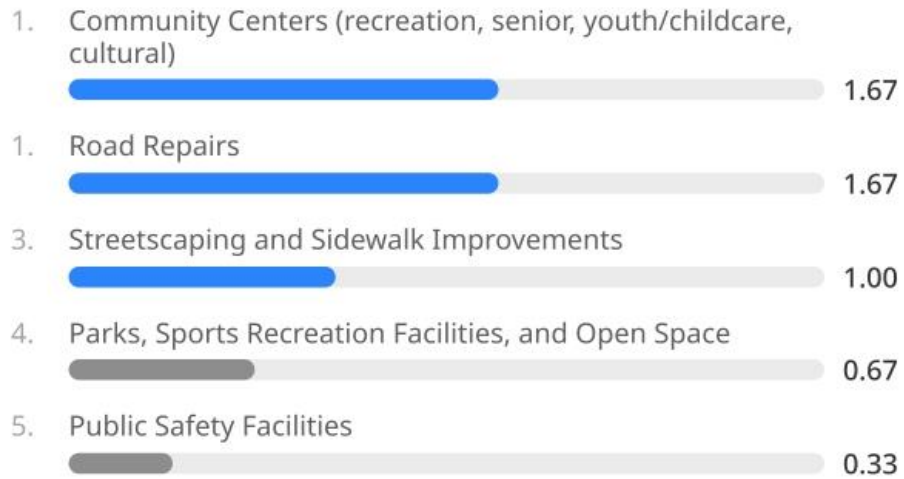 1. Community Centers (recreation, senior, youth/childcare,
cultural)
1.67
1. Road Repairs
1.67
3. Streetscaping and Sidewalk Improvements
1.00
4. Parks, Sports Recreation Facilities, and Open Space
0.67
5. Public Safety Facilities
0.33